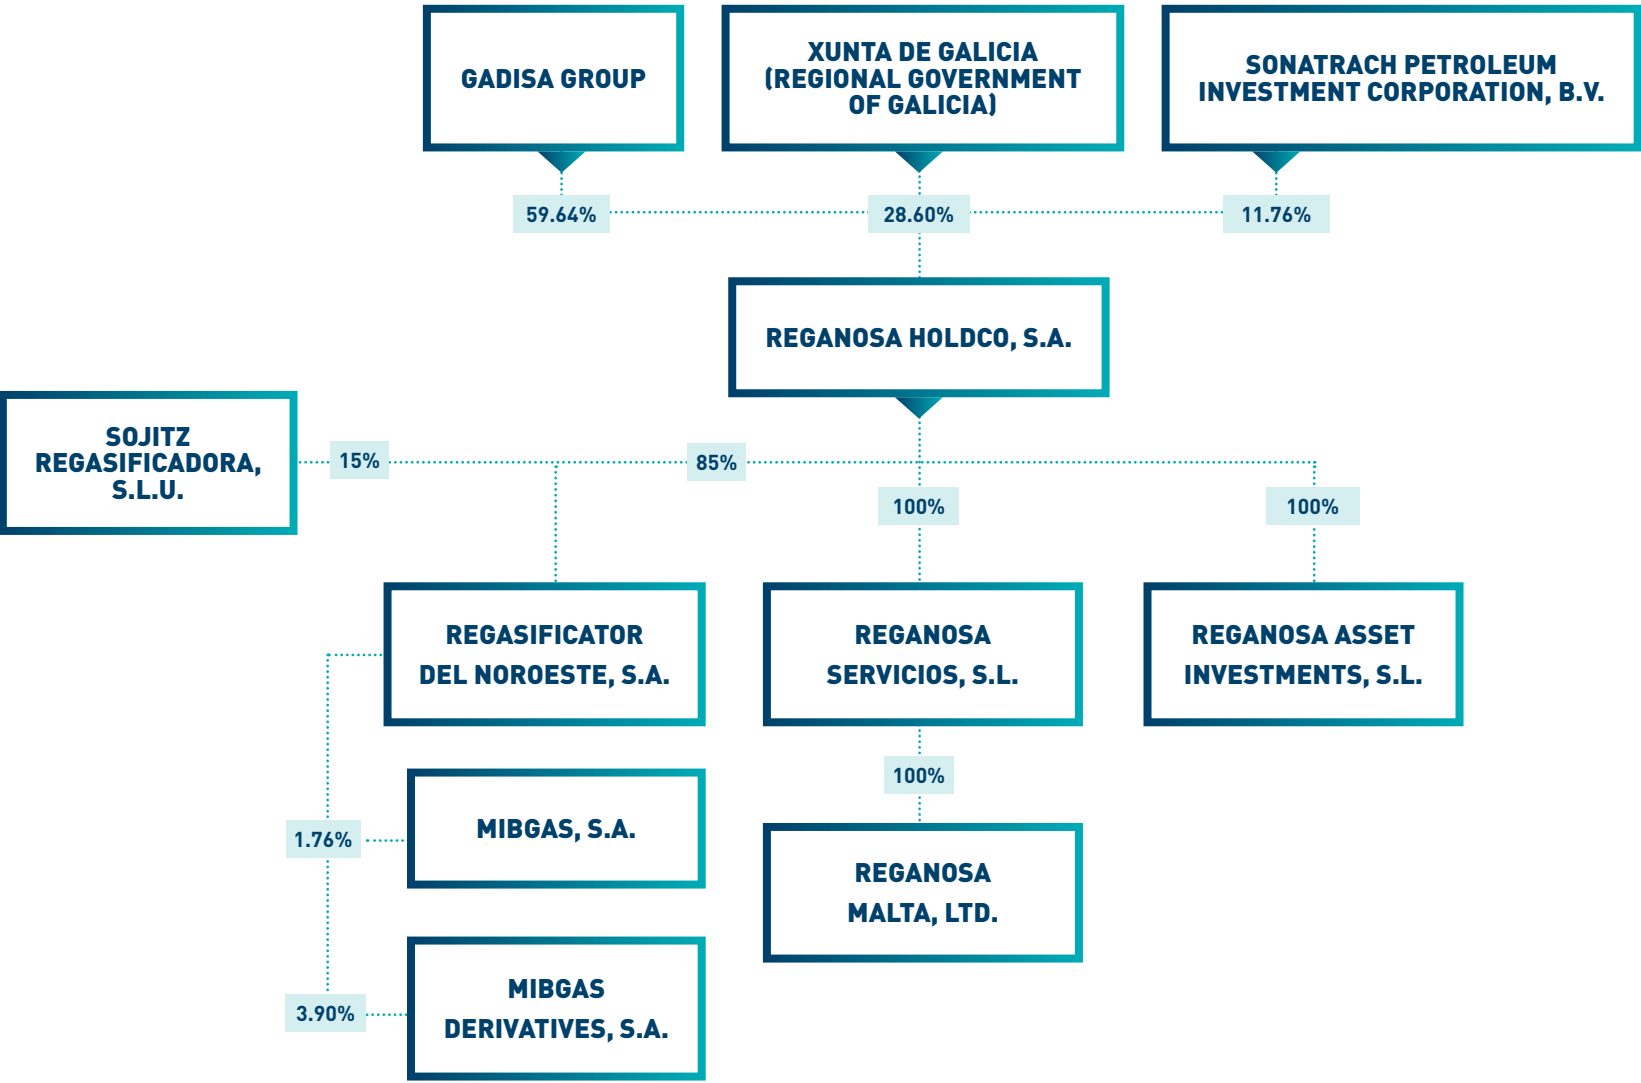 GADISA GROUP
XUNTA DE GALICIA
(REGIONAL GOVERNMENT
OF GALICIA)
SONATRACH PETROLEUM
INVESTMENT CORPORATION, B.V.
59.64%
28.60%
11.76%
REGANOSA HOLDCO, S.A.
SOJITZ
REGASIFICADORA,
S.L.U.
15%
85%
100%
100%
REGASIFICATOR
DEL NOROESTE, S.A.
REGANOSA
SERVICIOS, S.L.
REGANOSA ASSET
INVESTMENTS, S.L.
100%
1.76%
MIBGAS, S.A.
REGANOSA
MALTA, LTD.
3.90%
MIBGAS
DERIVATIVES, S.A.